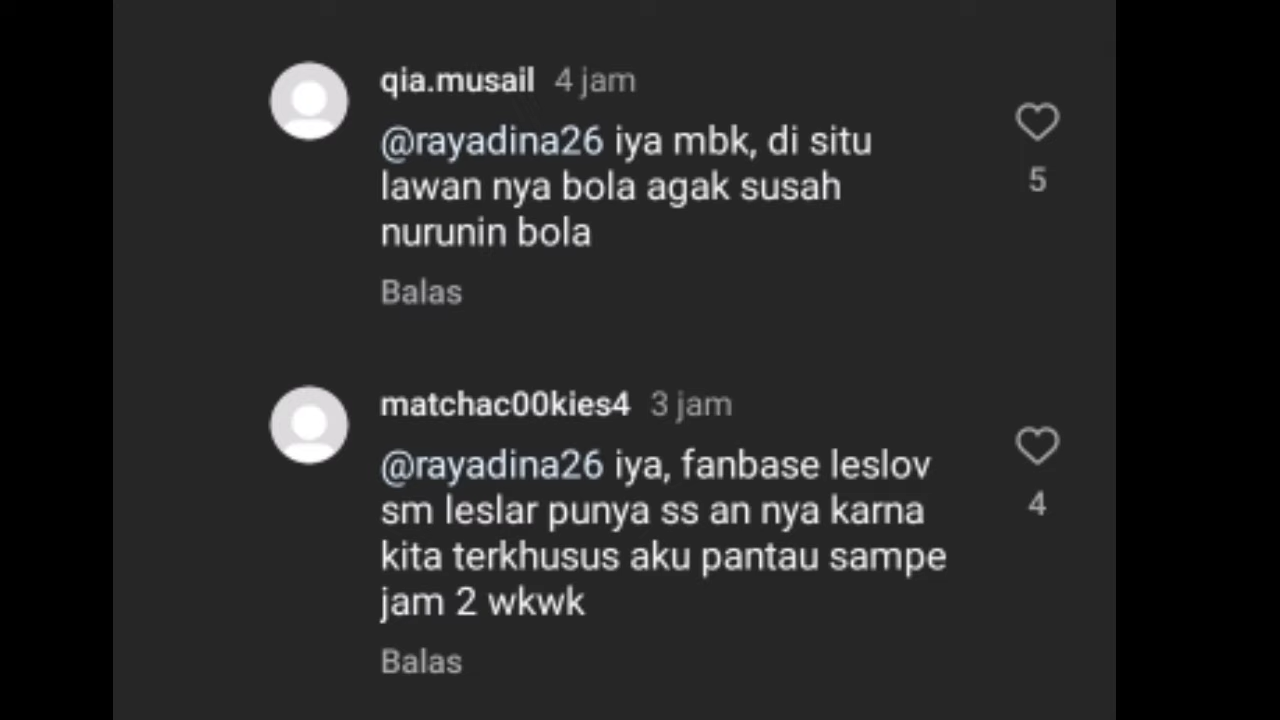 qia.musail 4 jam
@rayadina26 iya mbk, di situ
lawan nya bola agak susah
nurunin bola
5
Balas
matchac00kies4 3 jam
@rayadina26 iya, fanbase leslov
sm leslar punya ss an nya karna
kita terkhusus aku pantau sampe
jam 2 wkwk
4
Balas